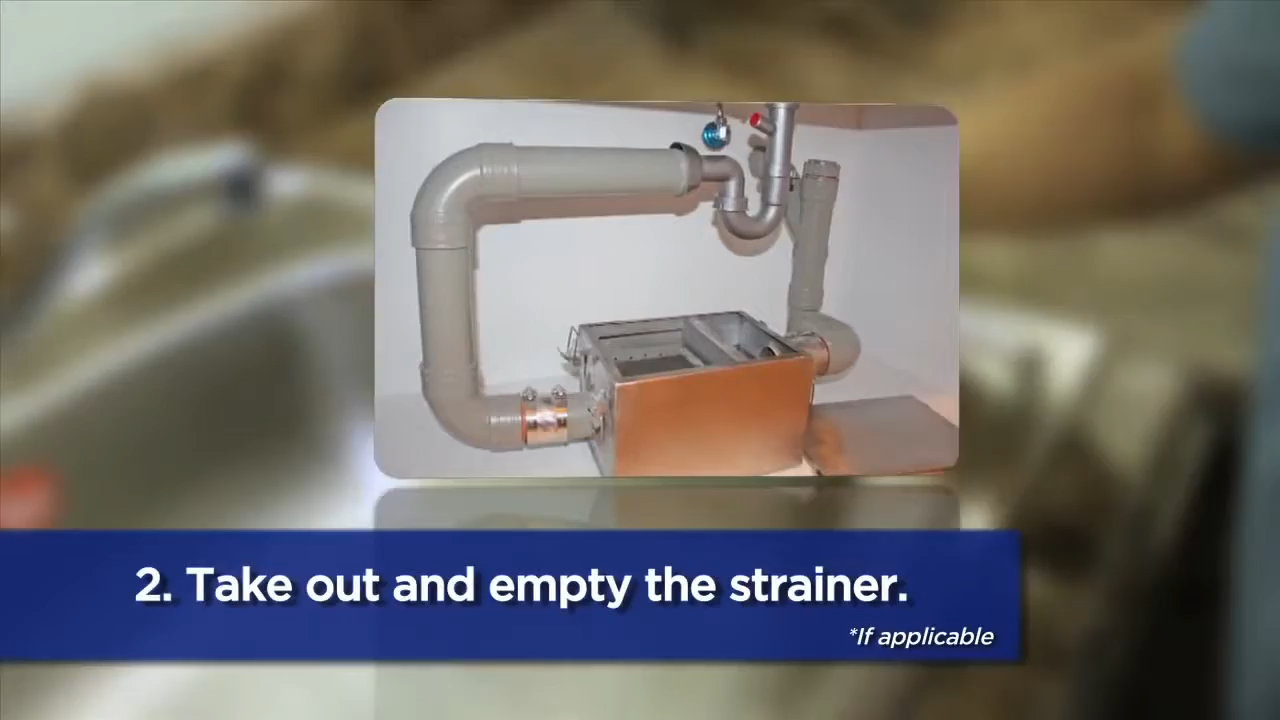 2. Take out and empty the strainer.
*If applicable